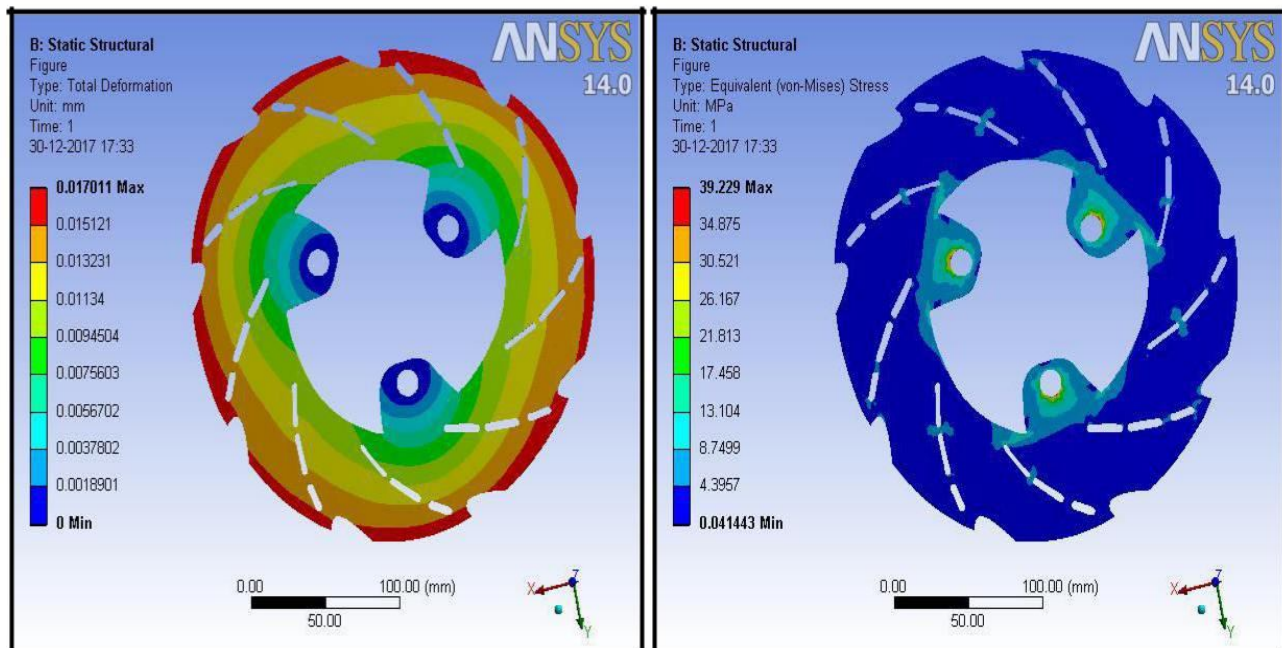 B: Static Structural
Figure
Type: Total Deformation
Unit: mm
Time: 1
30-12-2017 17:33
ANSYS
14.0
0.017011 Max
0.015121
0.013231
0.01134
0.0094504
0.0075603
0.0056702
0.0037802
0.0018901
0 Min
0.00
100.00 (mm)
50.00
X
Y
Z
B: Static Structural
Figure
Type: Equivalent (von-Mises) Stress
Unit: MPa
Time: 1
30-12-2017 17:33
ANSYS
14.0
39.229 Max
34.875
30.521
26.167
21.813
17.458
13.104
8.7499
4.3957
0.041443 Min
0.00
100.00 (mm)
50.00
X
Y
Z